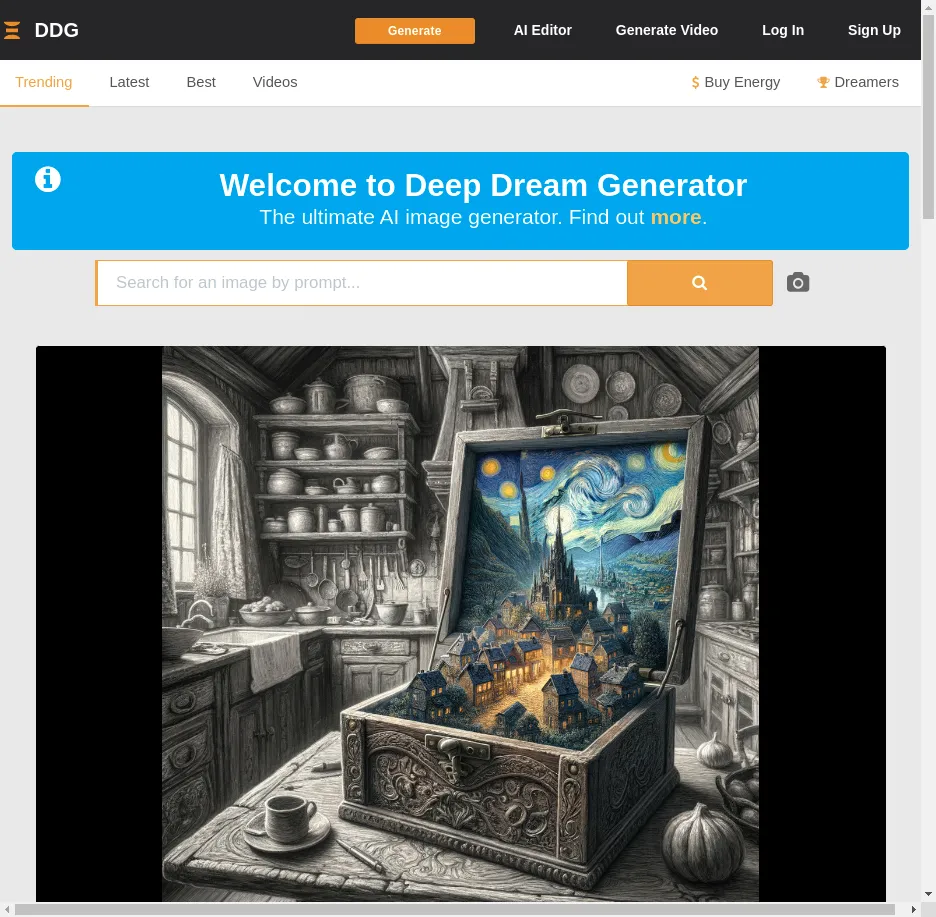 DDG
Generate
AI Editor
Generate Video
Log In
Sign Up
Trending
Latest
Best
Videos
Buy Energy
Dreamers
Welcome to Deep Dream Generator
The ultimate AI image generator. Find out more.
Search for an image by prompt...